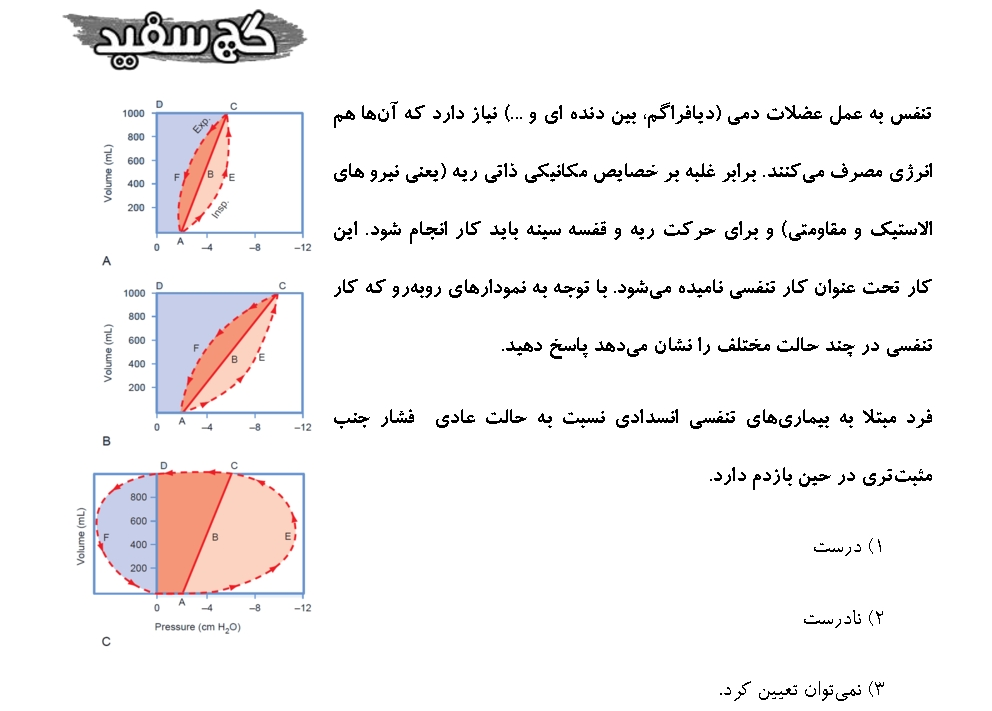 گچ سفید
تنفس به عمل عضلات دمی (دیافراگم، بین دنده ای و ...) نیاز دارد که آن‌ها هم
انرژی مصرف می‌کنند. برابر غلبه بر خصایص مکانیکی ذاتی ریه (یعنی نیرو های
الاستیک و مقاومتی) و برای حرکت ریه و قفسه سینه باید کار انجام شود. این
کار تحت عنوان کار تنفسی نامیده می‌شود. با توجه به نمودارهای روبه‌رو که کار
تنفسی در چند حالت مختلف را نشان می‌دهد پاسخ دهید.
فرد مبتلا به بیماری‌های تنفسی انسدادی نسبت به حالت عادی فشار جنب
مثبت‌تری در حین بازدم دارد.
۱) درست
۲) نادرست
۳) نمی‌توان تعیین کرد.
D C
1000
800
600
400
200
Volume (mL)
Exp.
F B E
Insp.
A
0 –4 –8 –12
A
D C
1000
800
600
400
200
Volume (mL)
F B E
A
0 –4 –8 –12
B
D C
800
600
400
200
Volume (mL)
F B E
A
0 –4 –8 –12
Pressure (cm H₂O)
C